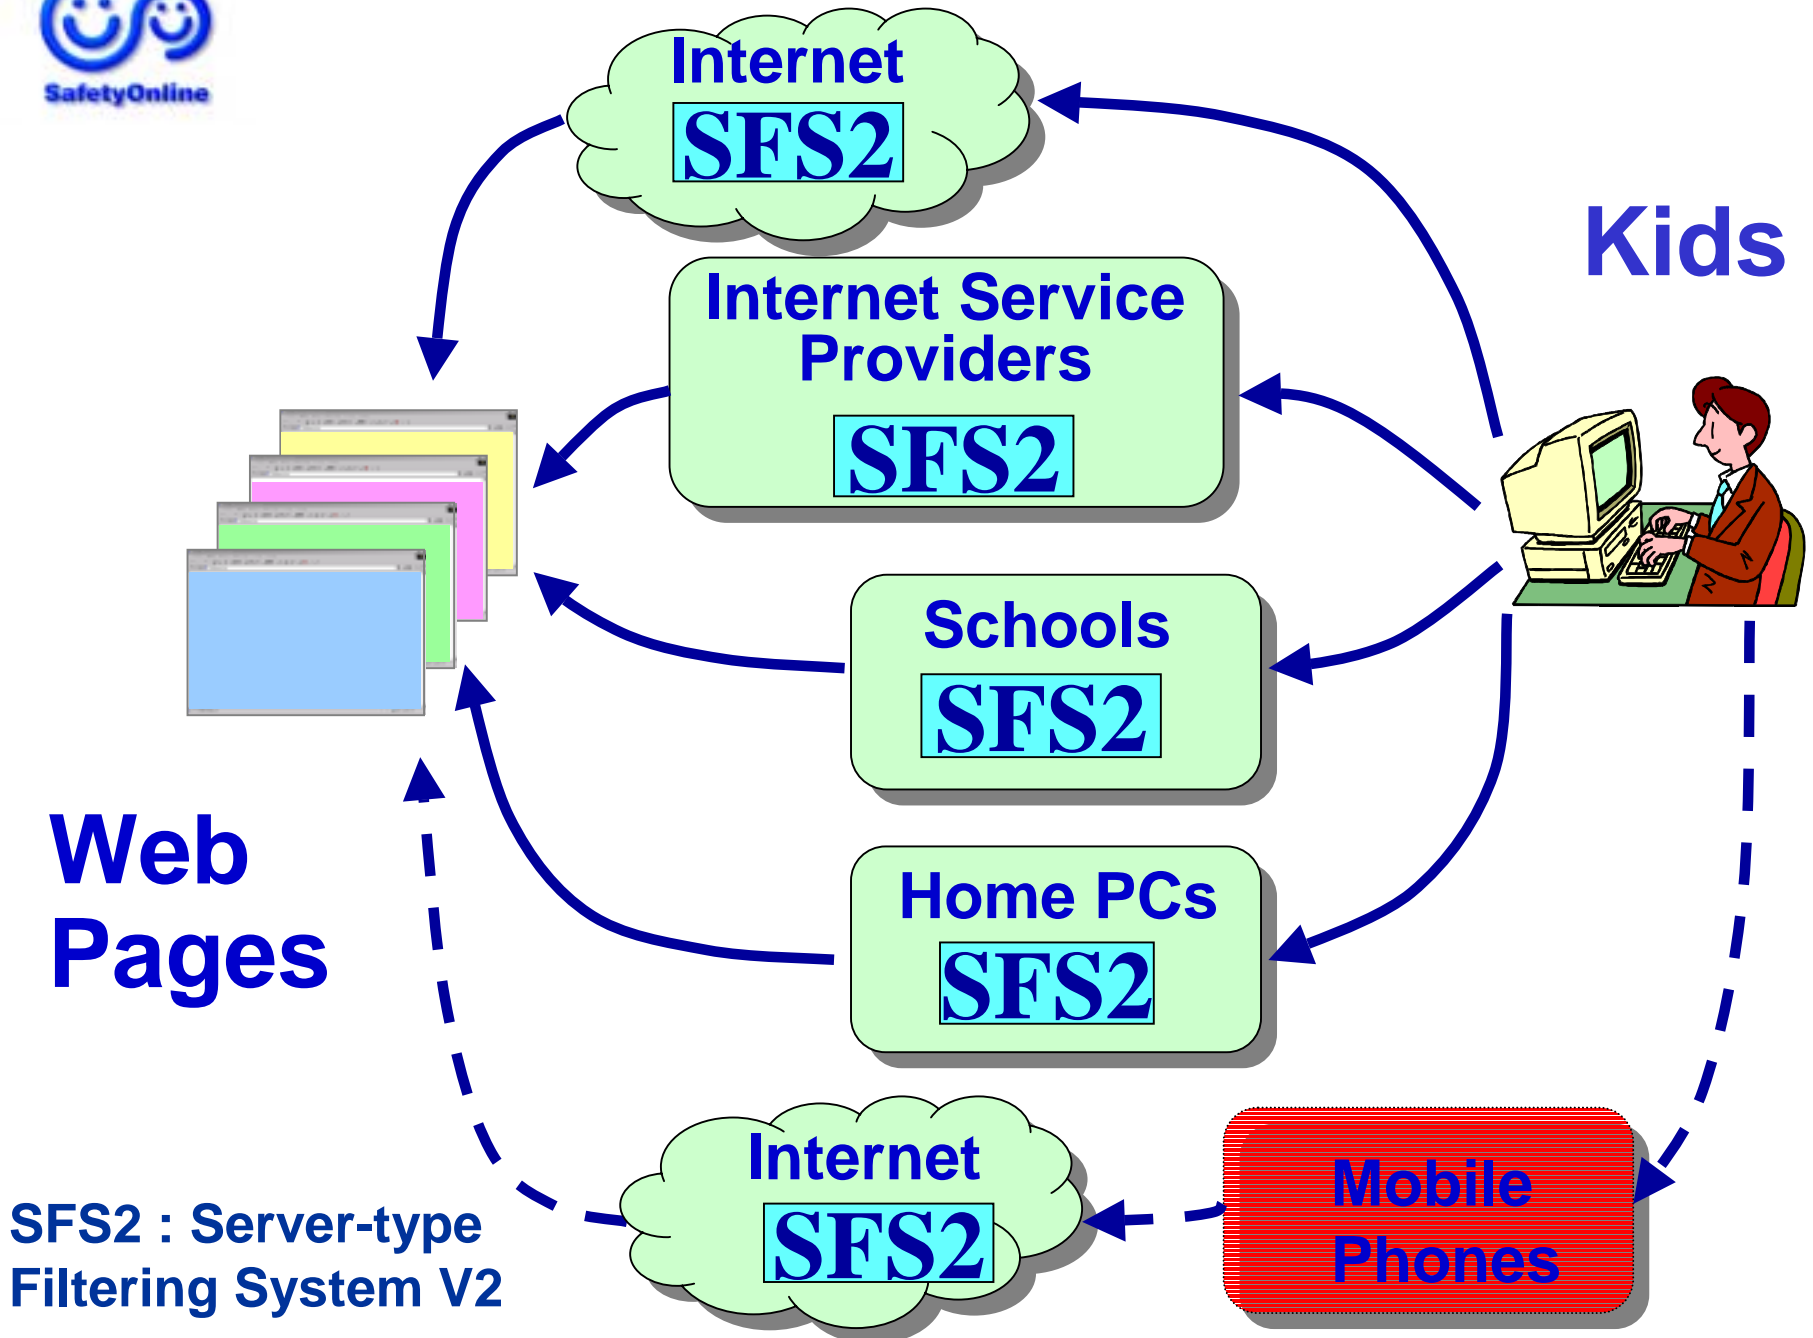 SafetyOnline
Internet
SFS2
Kids
Internet Service
Providers
SFS2
Schools
SFS2
Web
Pages
Home PCs
SFS2
Internet
SFS2
Mobile
Phones
SFS2 : Server-type
Filtering System V2